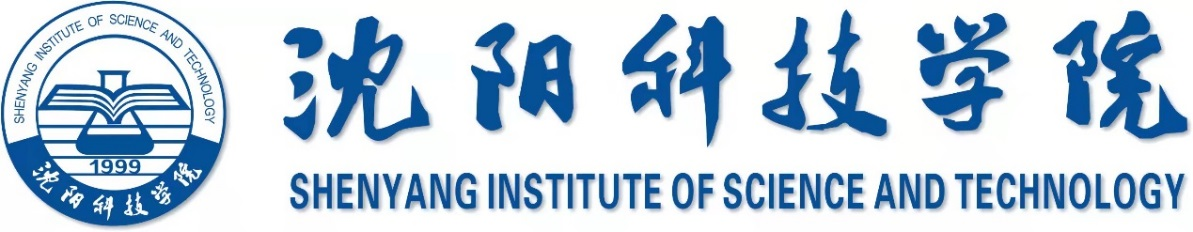 SHENYANG INSTITUTE OF SCIENCE AND TECHNOLOGY
1999
沈阳科技学院
沈阳科技学院
SHENYANG INSTITUTE OF SCIENCE AND TECHNOLOGY